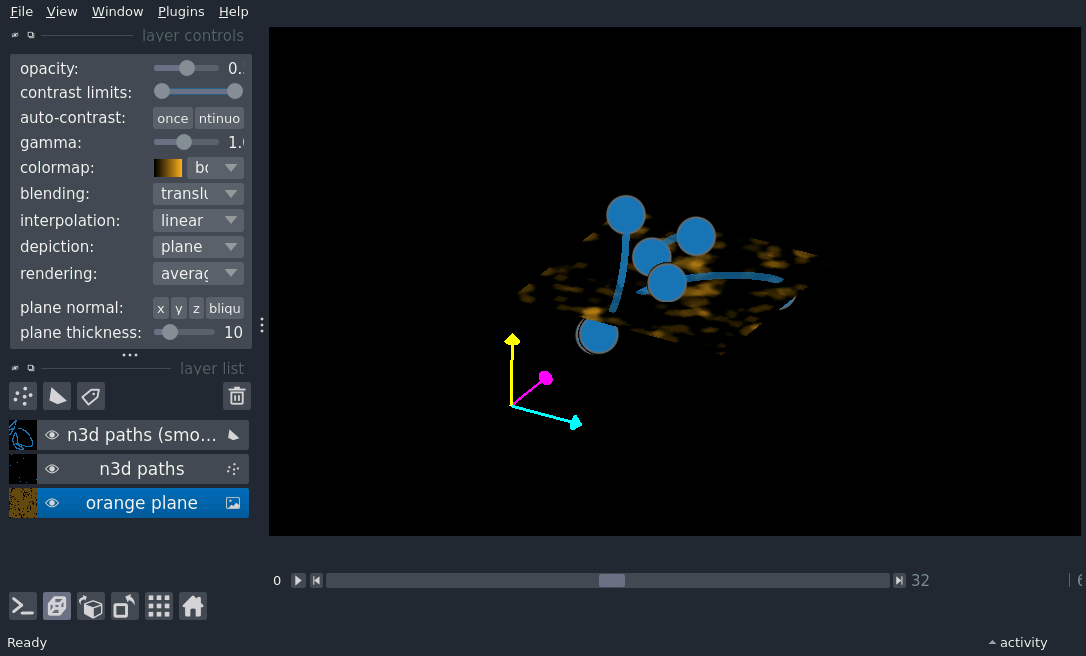 File View Window Plugins Help
layer controls
opacity: 0.
contrast limits:
auto-contrast: once ntinuo
gamma: 1.
colormap: bo
blending: translu
interpolation: linear
depiction: plane
rendering: averag
plane normal: x y z bliqu
plane thickness: 10
layer list
n3d paths (smo...
n3d paths
orange plane
0 32
Ready activity